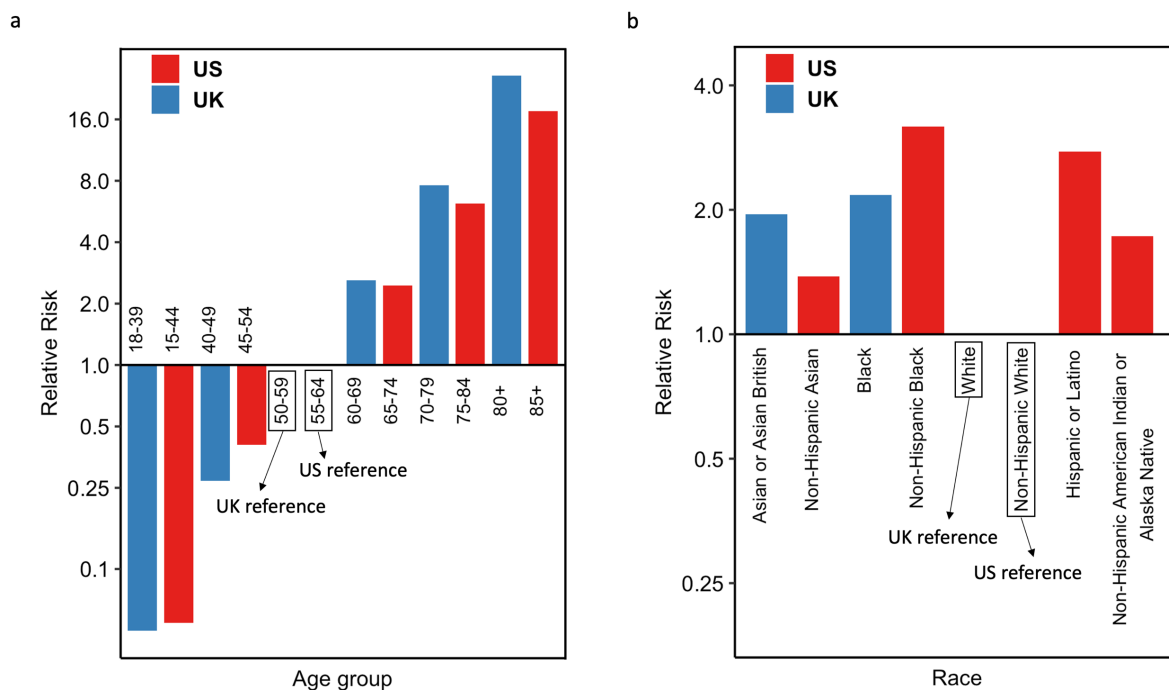 a
US
UK
Relative Risk
16.0
8.0
4.0
2.0
1.0
0.5
0.25
0.1
18-39
15-44
40-49
45-54
50-59
55-64
60-69
65-74
70-79
75-84
80+
85+
US reference
UK reference
Age group
b
US
UK
Relative Risk
4.0
2.0
1.0
0.5
0.25
Asian or Asian British
Non-Hispanic Asian
Black
Non-Hispanic Black
White
Non-Hispanic White
Hispanic or Latino
Non-Hispanic American Indian or
Alaska Native
UK reference
US reference
Race